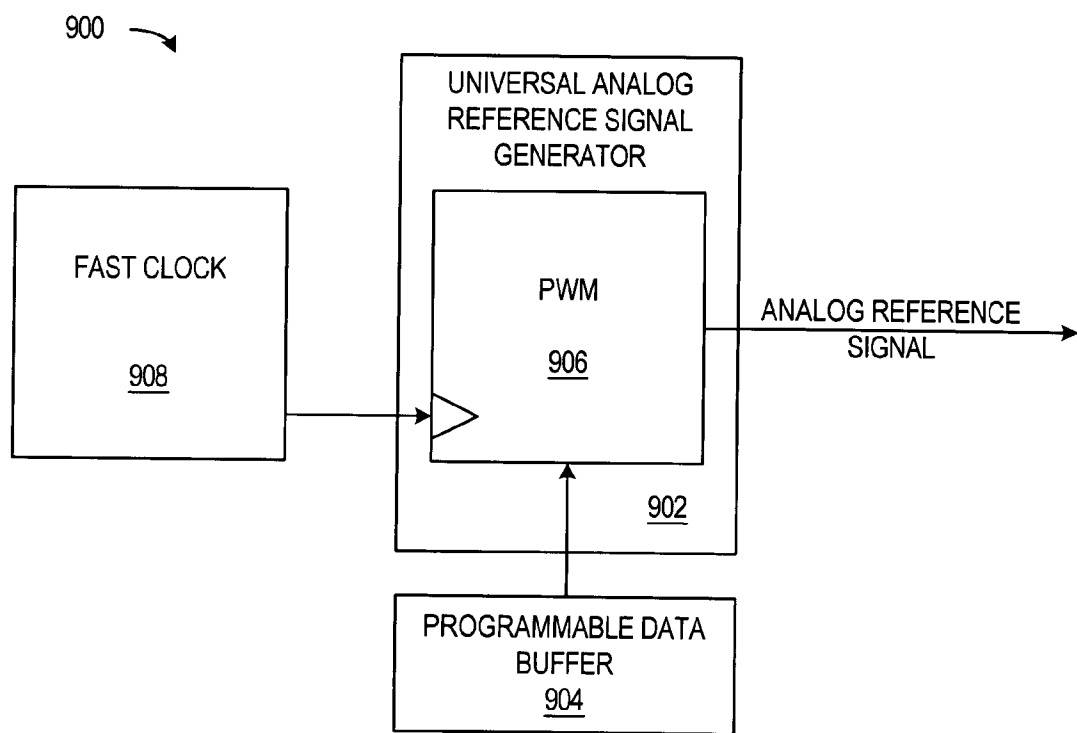 900
UNIVERSAL ANALOG
REFERENCE SIGNAL
GENERATOR
FAST CLOCK
908
PWM
906
ANALOG REFERENCE
SIGNAL
902
PROGRAMMABLE DATA
BUFFER
904